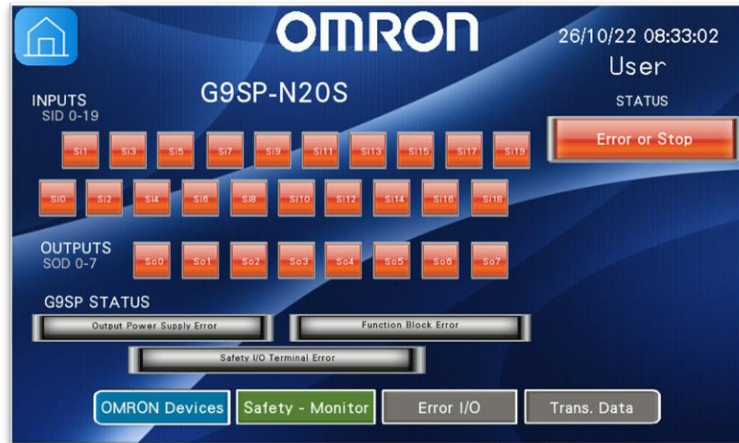 OMRON
26/10/22 08:33:02
User
G9SP-N20S
INPUTS
SID 0-19
STATUS
Error or Stop
Si1 Si3 Si5 Si7 Si9 Si11 Si13 Si15 Si17 Si19
Si0 Si2 Si4 Si6 Si8 Si10 Si12 Si14 Si16 Si18
OUTPUTS
SOD 0-7
So0 So1 So2 So3 So4 So5 So6 So7
G9SP STATUS
Output Power Supply Error Function Block Error
Safety I/O Terminal Error
OMRON Devices Safety - Monitor Error I/O Trans. Data